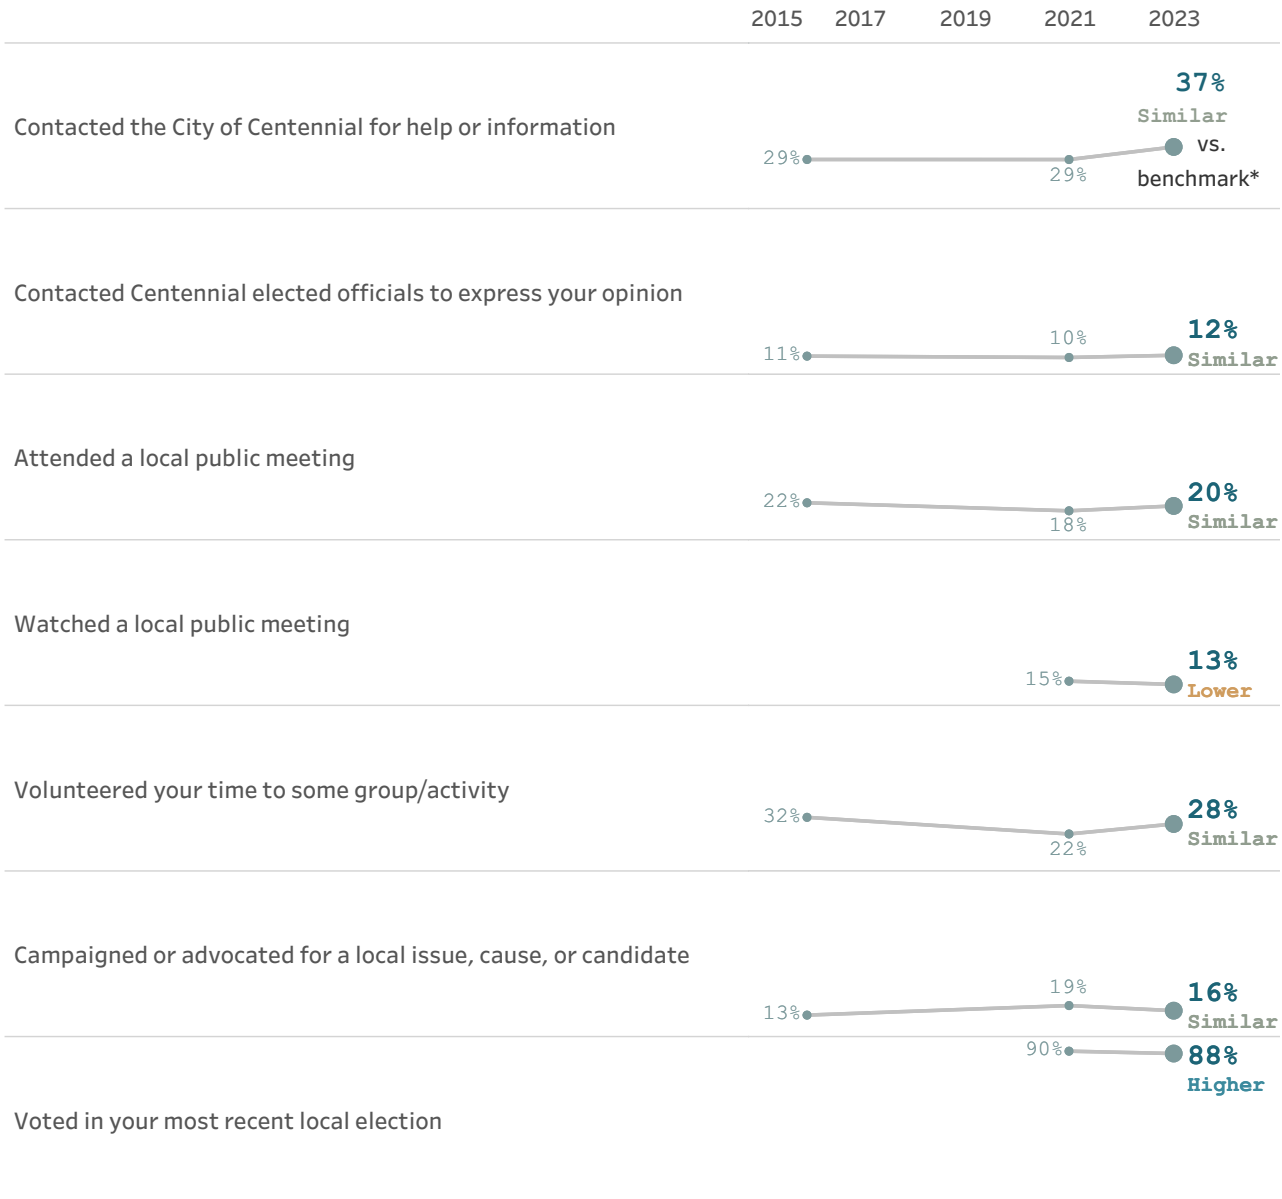 2015 2017 2019 2021 2023
37%
Similar
Contacted the City of Centennial for help or information
vs.
29%
29%
benchmark*
Contacted Centennial elected officials to express your opinion
12%
10%
11%
Similar
Attended a local public meeting
20%
22%
18%
Similar
Watched a local public meeting
13%
15%
Lower
Volunteered your time to some group/activity
28%
32%
22%
Similar
Campaigned or advocated for a local issue, cause, or candidate
19%
16%
13%
Similar
90%
88%
Higher
Voted in your most recent local election